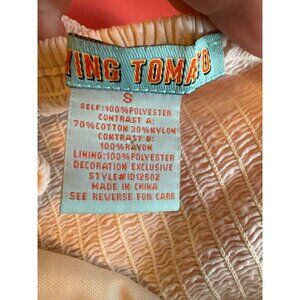 YING TOMATO
S
SELF:100%POLYESTER
CONTRAST A:
70%COTTON 30%NYLON
CONTRAST B:
100%RAYON
LINING:100%POLYESTER
DECORATION EXCLUSIVE
STYLE#ID12502
MADE IN CHINA
SEE REVERSE FOR CARE